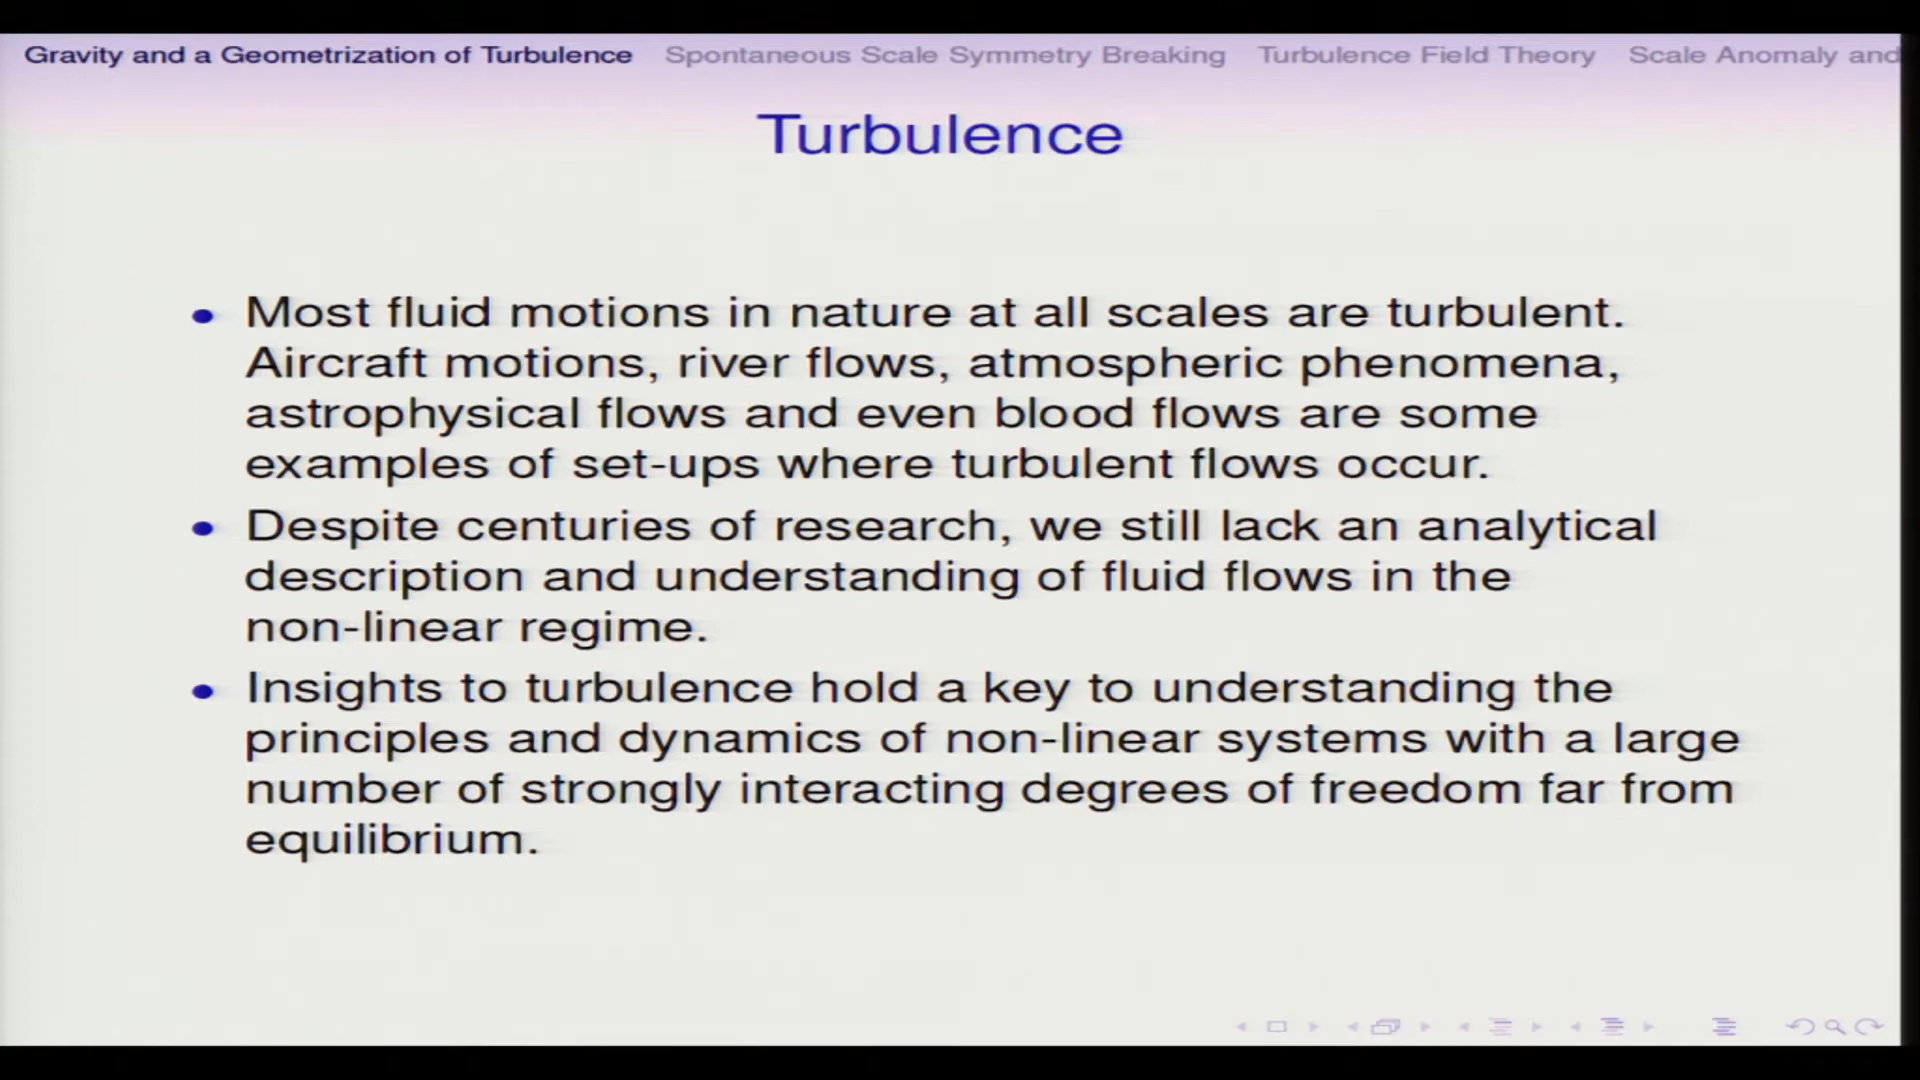 Gravity and a Geometrization of Turbulence Spontaneous Scale Symmetry Breaking Turbulence Field Theory Scale Anomaly and
Turbulence
• Most fluid motions in nature at all scales are turbulent.
Aircraft motions, river flows, atmospheric phenomena,
astrophysical flows and even blood flows are some
examples of set-ups where turbulent flows occur.
• Despite centuries of research, we still lack an analytical
description and understanding of fluid flows in the
non-linear regime.
• Insights to turbulence hold a key to understanding the
principles and dynamics of non-linear systems with a large
number of strongly interacting degrees of freedom far from
equilibrium.